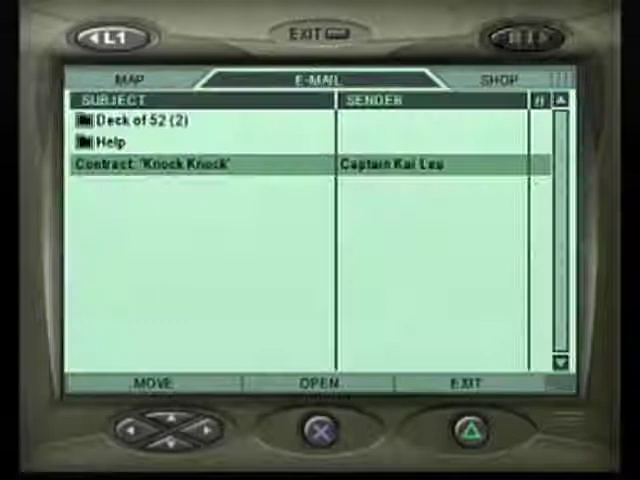 L1
EXIT
MAP
E-MAIL
SHOP
SUBJECT SENDER
Deck of 52 (2)
Help
Contract: 'Knock Knock' Captain Kai Leu
MOVE OPEN EXIT